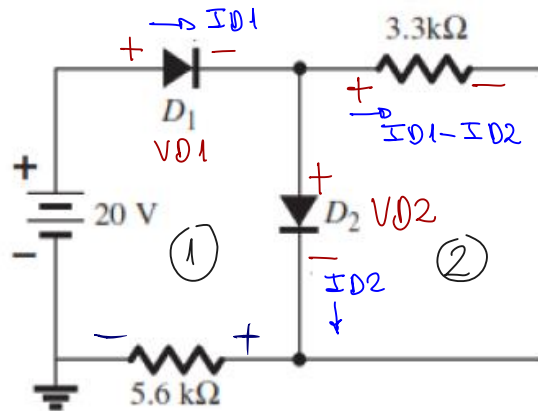 ID1
+ -
3.3kΩ
D1
+ -
VD1
ID1-ID2
+
20 V
-
1
+
D2 VD2
-
2
ID2
- +
5.6 kΩ